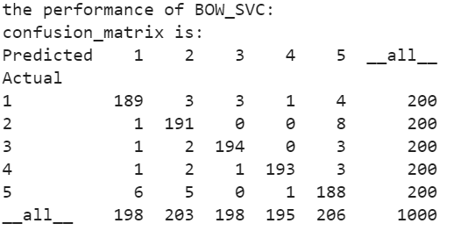 the performance of BOW_SVC:
confusion_matrix is:
Predicted 1 2 3 4 5 __all__
Actual
1 189 3 3 1 4 200
2 1 191 0 0 8 200
3 1 2 194 0 3 200
4 1 2 1 193 3 200
5 6 5 0 1 188 200
__all__ 198 203 198 195 206 1000